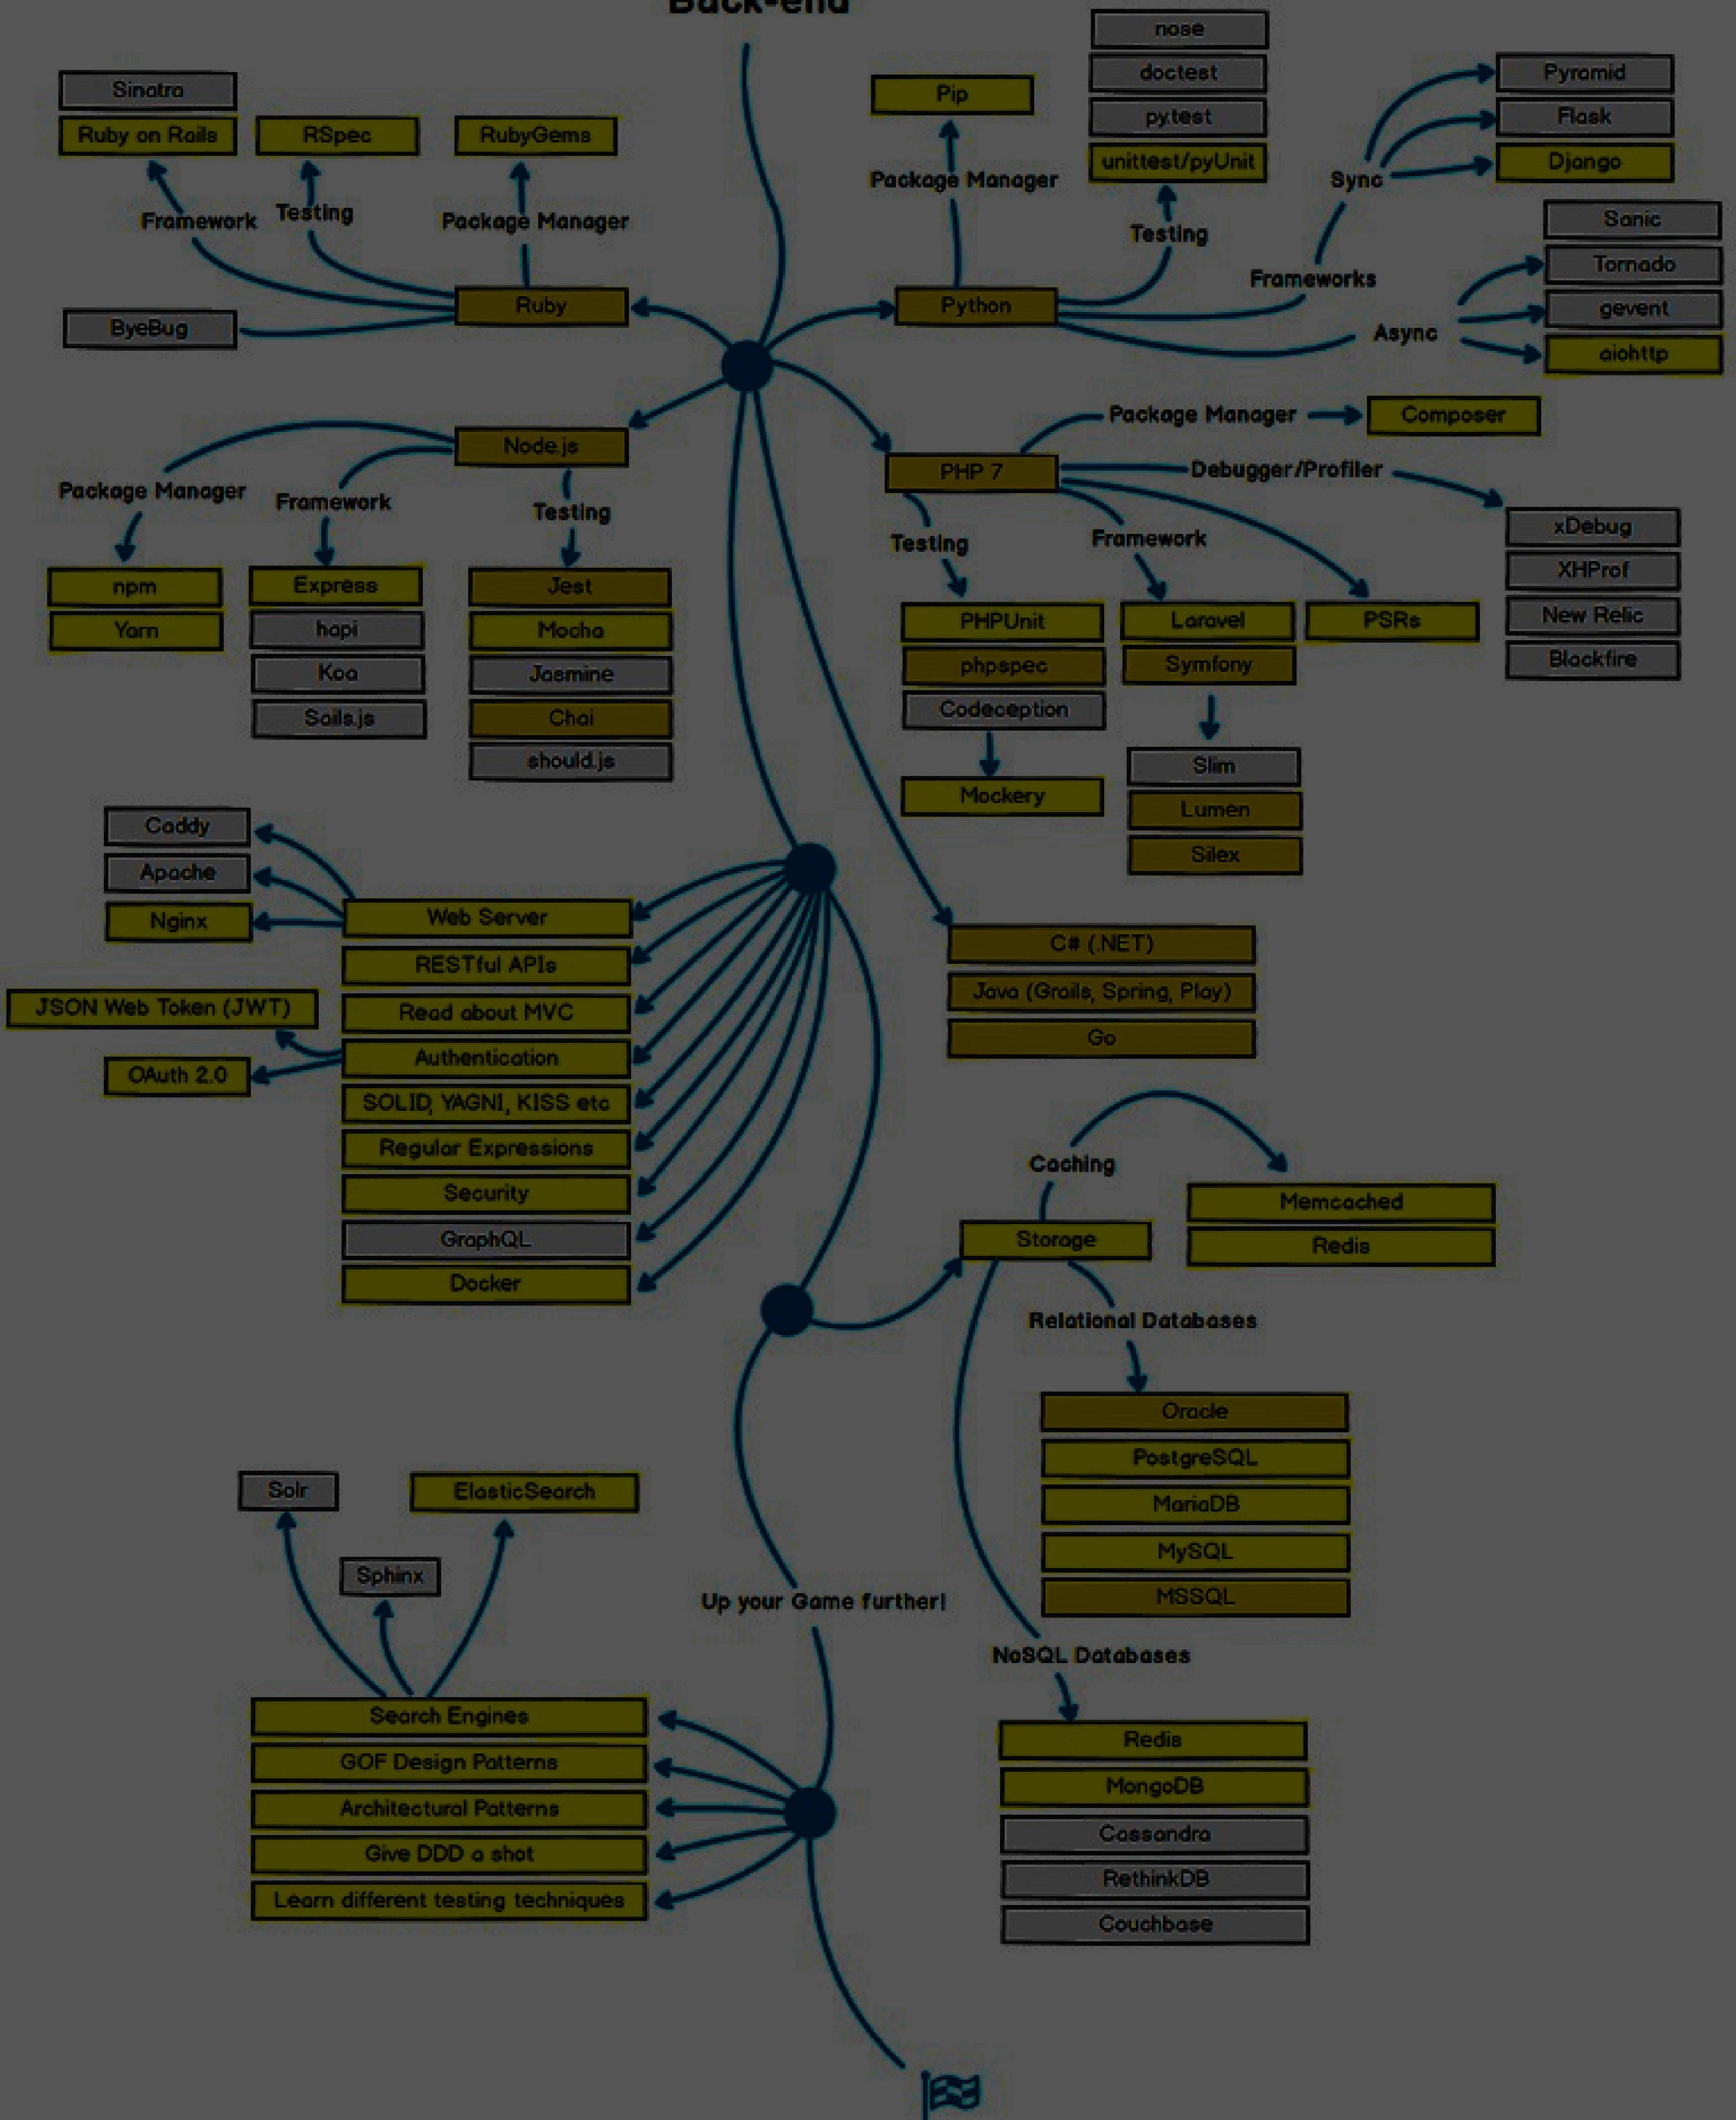 Back-end
Sinatra
Ruby on Rails
RSpec
RubyGems
Framework
Testing
Package Manager
Ruby
ByeBug
Pip
Package Manager
nose
doctest
py.test
unittest/pyUnit
Testing
Python
Pyramid
Flask
Django
Sync
Frameworks
Async
Sanic
Tornado
gevent
aiohttp
Node.js
Package Manager
Framework
Testing
npm
Yarn
Express
hapi
Koa
Sails.js
Jest
Mocha
Jasmine
Chai
should.js
PHP 7
Package Manager
Composer
Debugger/Profiler
xDebug
XHProf
New Relic
Blackfire
Testing
Framework
PHPUnit
phpspec
Codeception
Mockery
Laravel
Symfony
PSRs
Slim
Lumen
Silex
Caddy
Apache
Nginx
Web Server
RESTful APIs
JSON Web Token (JWT)
Read about MVC
Authentication
OAuth 2.0
SOLID, YAGNI, KISS etc
Regular Expressions
Security
GraphQL
Docker
C# (.NET)
Java (Grails, Spring, Play)
Go
Caching
Memcached
Redis
Storage
Relational Databases
Oracle
PostgreSQL
MariaDB
MySQL
MSSQL
NoSQL Databases
Redis
MongoDB
Cassandra
RethinkDB
Couchbase
Up your Game further!
Solr
ElasticSearch
Sphinx
Search Engines
GOF Design Patterns
Architectural Patterns
Give DDD a shot
Learn different testing techniques